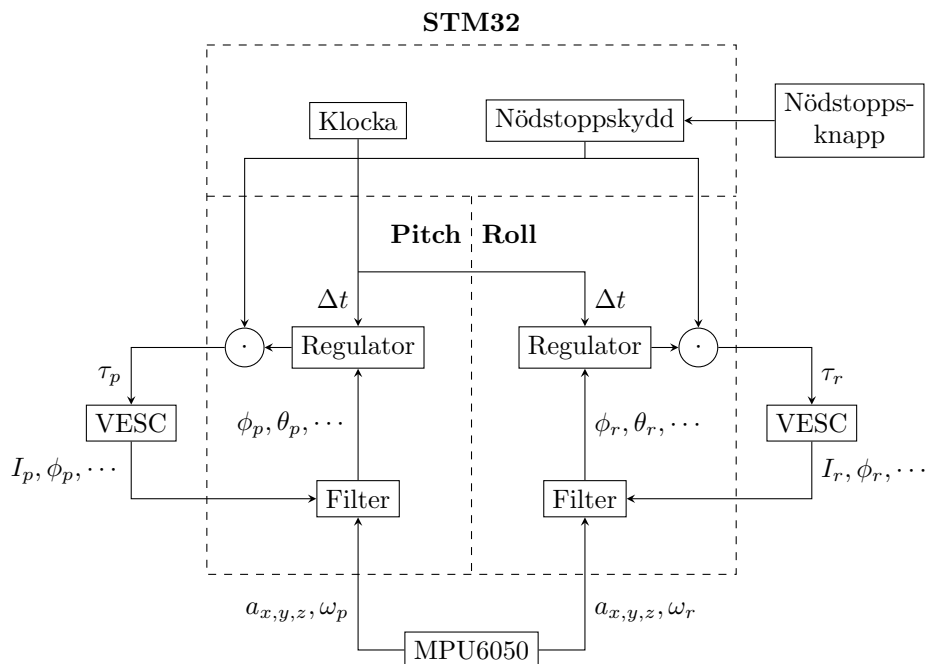 STM32
Klocka
Nödstoppskydd
Nödstopps-
knapp
Pitch
Roll
Δt
Δt
·
Regulator
Regulator
·
τ_p
τ_r
VESC
ϕ_p, θ_p, ···
ϕ_r, θ_r, ···
VESC
I_p, ϕ_p, ···
I_r, ϕ_r, ···
Filter
Filter
a_{x,y,z}, ω_p
a_{x,y,z}, ω_r
MPU6050